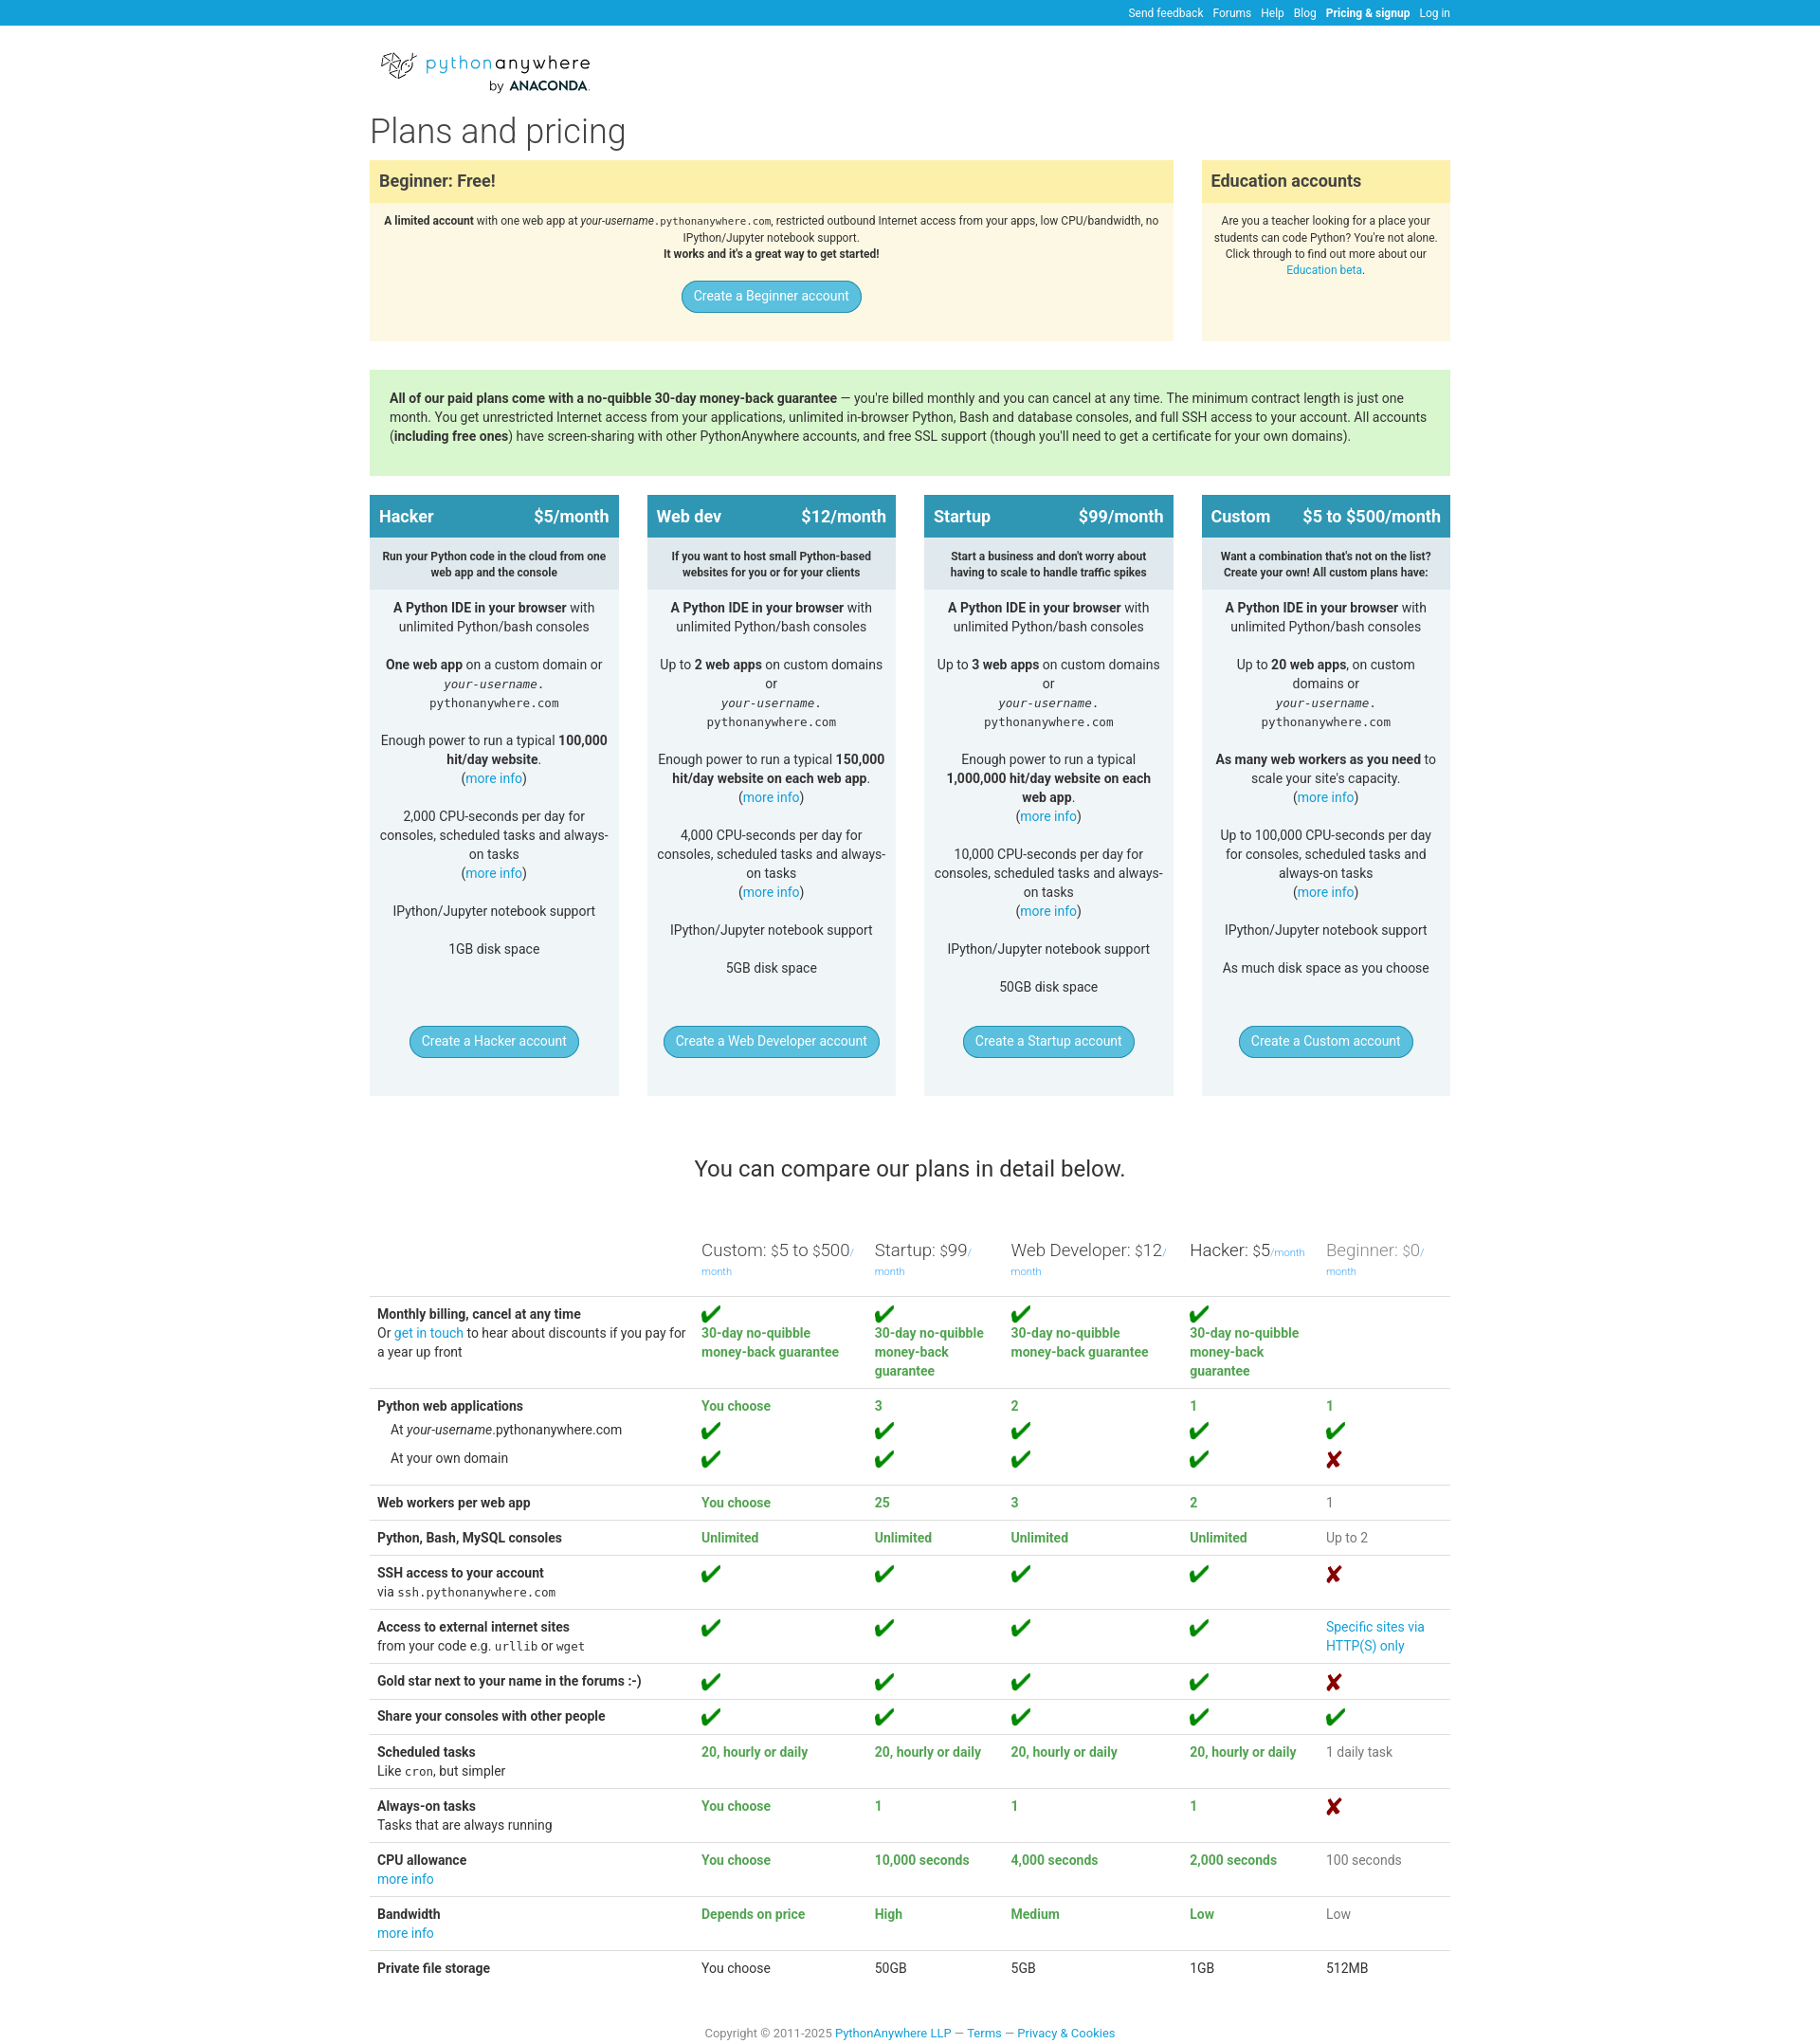 Send feedback Forums Help Blog Pricing & signup Log in
pythonanywhere
by ANACONDA.
Plans and pricing
Beginner: Free!
A limited account with one web app at your-username.pythonanywhere.com, restricted outbound Internet access from your apps, low CPU/bandwidth, no
IPython/Jupyter notebook support.
It works and it's a great way to get started!
Create a Beginner account
Education accounts
Are you a teacher looking for a place your
students can code Python? You're not alone.
Click through to find out more about our
Education beta.
All of our paid plans come with a no-quibble 30-day money-back guarantee — you're billed monthly and you can cancel at any time. The minimum contract length is just one
month. You get unrestricted Internet access from your applications, unlimited in-browser Python, Bash and database consoles, and full SSH access to your account. All accounts
(including free ones) have screen-sharing with other PythonAnywhere accounts, and free SSL support (though you'll need to get a certificate for your own domains).
Hacker $5/month
Run your Python code in the cloud from one
web app and the console
A Python IDE in your browser with
unlimited Python/bash consoles
One web app on a custom domain or
your-username.
pythonanywhere.com
Enough power to run a typical 100,000
hit/day website.
(more info)
2,000 CPU-seconds per day for
consoles, scheduled tasks and always-
on tasks
(more info)
IPython/Jupyter notebook support
1GB disk space
Create a Hacker account
Web dev $12/month
If you want to host small Python-based
websites for you or for your clients
A Python IDE in your browser with
unlimited Python/bash consoles
Up to 2 web apps on custom domains
or
your-username.
pythonanywhere.com
Enough power to run a typical 150,000
hit/day website on each web app.
(more info)
4,000 CPU-seconds per day for
consoles, scheduled tasks and always-
on tasks
(more info)
IPython/Jupyter notebook support
5GB disk space
Create a Web Developer account
Startup $99/month
Start a business and don't worry about
having to scale to handle traffic spikes
A Python IDE in your browser with
unlimited Python/bash consoles
Up to 3 web apps on custom domains
or
your-username.
pythonanywhere.com
Enough power to run a typical
1,000,000 hit/day website on each
web app.
(more info)
10,000 CPU-seconds per day for
consoles, scheduled tasks and always-
on tasks
(more info)
IPython/Jupyter notebook support
50GB disk space
Create a Startup account
Custom $5 to $500/month
Want a combination that's not on the list?
Create your own! All custom plans have:
A Python IDE in your browser with
unlimited Python/bash consoles
Up to 20 web apps, on custom
domains or
your-username.
pythonanywhere.com
As many web workers as you need to
scale your site's capacity.
(more info)
Up to 100,000 CPU-seconds per day
for consoles, scheduled tasks and
always-on tasks
(more info)
IPython/Jupyter notebook support
As much disk space as you choose
Create a Custom account
You can compare our plans in detail below.
Custom: $5 to $500/ Startup: $99/ Web Developer: $12/ Hacker: $5/month Beginner: $0/
month month month month
Monthly billing, cancel at any time ✔ ✔ ✔ ✔
Or get in touch to hear about discounts if you pay for 30-day no-quibble 30-day no-quibble 30-day no-quibble 30-day no-quibble
a year up front money-back guarantee money-back money-back guarantee money-back
guarantee guarantee
Python web applications You choose 3 2 1 1
At your-username.pythonanywhere.com ✔ ✔ ✔ ✔ ✔
At your own domain ✔ ✔ ✔ ✔ ✘
Web workers per web app You choose 25 3 2 1
Python, Bash, MySQL consoles Unlimited Unlimited Unlimited Unlimited Up to 2
SSH access to your account ✔ ✔ ✔ ✔ ✘
via ssh.pythonanywhere.com
Access to external internet sites ✔ ✔ ✔ ✔ Specific sites via
from your code e.g. urllib or wget HTTP(S) only
Gold star next to your name in the forums :-) ✔ ✔ ✔ ✔ ✘
Share your consoles with other people ✔ ✔ ✔ ✔ ✔
Scheduled tasks 20, hourly or daily 20, hourly or daily 20, hourly or daily 20, hourly or daily 1 daily task
Like cron, but simpler
Always-on tasks You choose 1 1 1 ✘
Tasks that are always running
CPU allowance You choose 10,000 seconds 4,000 seconds 2,000 seconds 100 seconds
more info
Bandwidth Depends on price High Medium Low Low
more info
Private file storage You choose 50GB 5GB 1GB 512MB
Copyright © 2011-2025 PythonAnywhere LLP — Terms — Privacy & Cookies